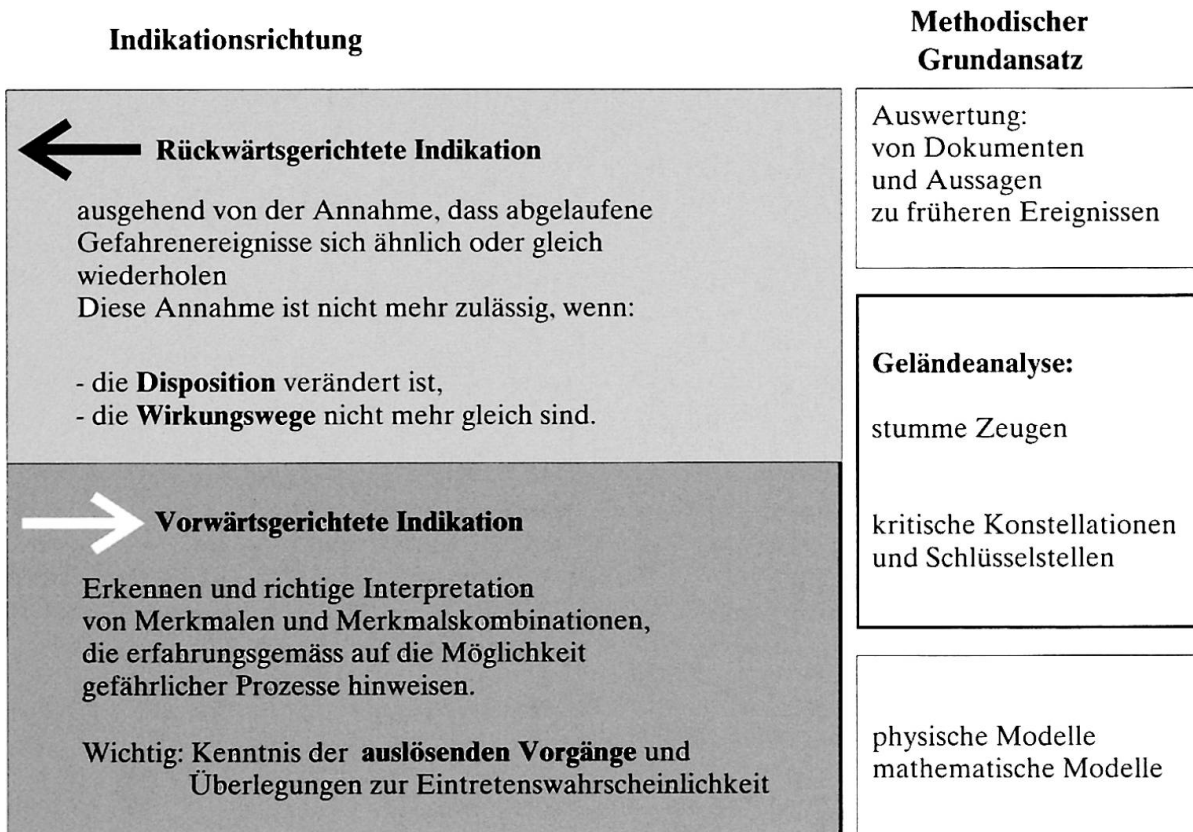 Indikationsrichtung
Methodischer
Grundansatz
Rückwärtsgerichtete Indikation
ausgehend von der Annahme, dass abgelaufene
Gefahrenereignisse sich ähnlich oder gleich
wiederholen
Diese Annahme ist nicht mehr zulässig, wenn:
- die Disposition verändert ist,
- die Wirkungswege nicht mehr gleich sind.
Vorwärtsgerichtete Indikation
Erkennen und richtige Interpretation
von Merkmalen und Merkmalskombinationen,
die erfahrungsgemäss auf die Möglichkeit
gefährlicher Prozesse hinweisen.
Wichtig: Kenntnis der auslösenden Vorgänge und
Überlegungen zur Eintretenswahrscheinlichkeit
Auswertung:
von Dokumenten
und Aussagen
zu früheren Ereignissen
Geländeanalyse:
stumme Zeugen
kritische Konstellationen
und Schlüsselstellen
physische Modelle
mathematische Modelle